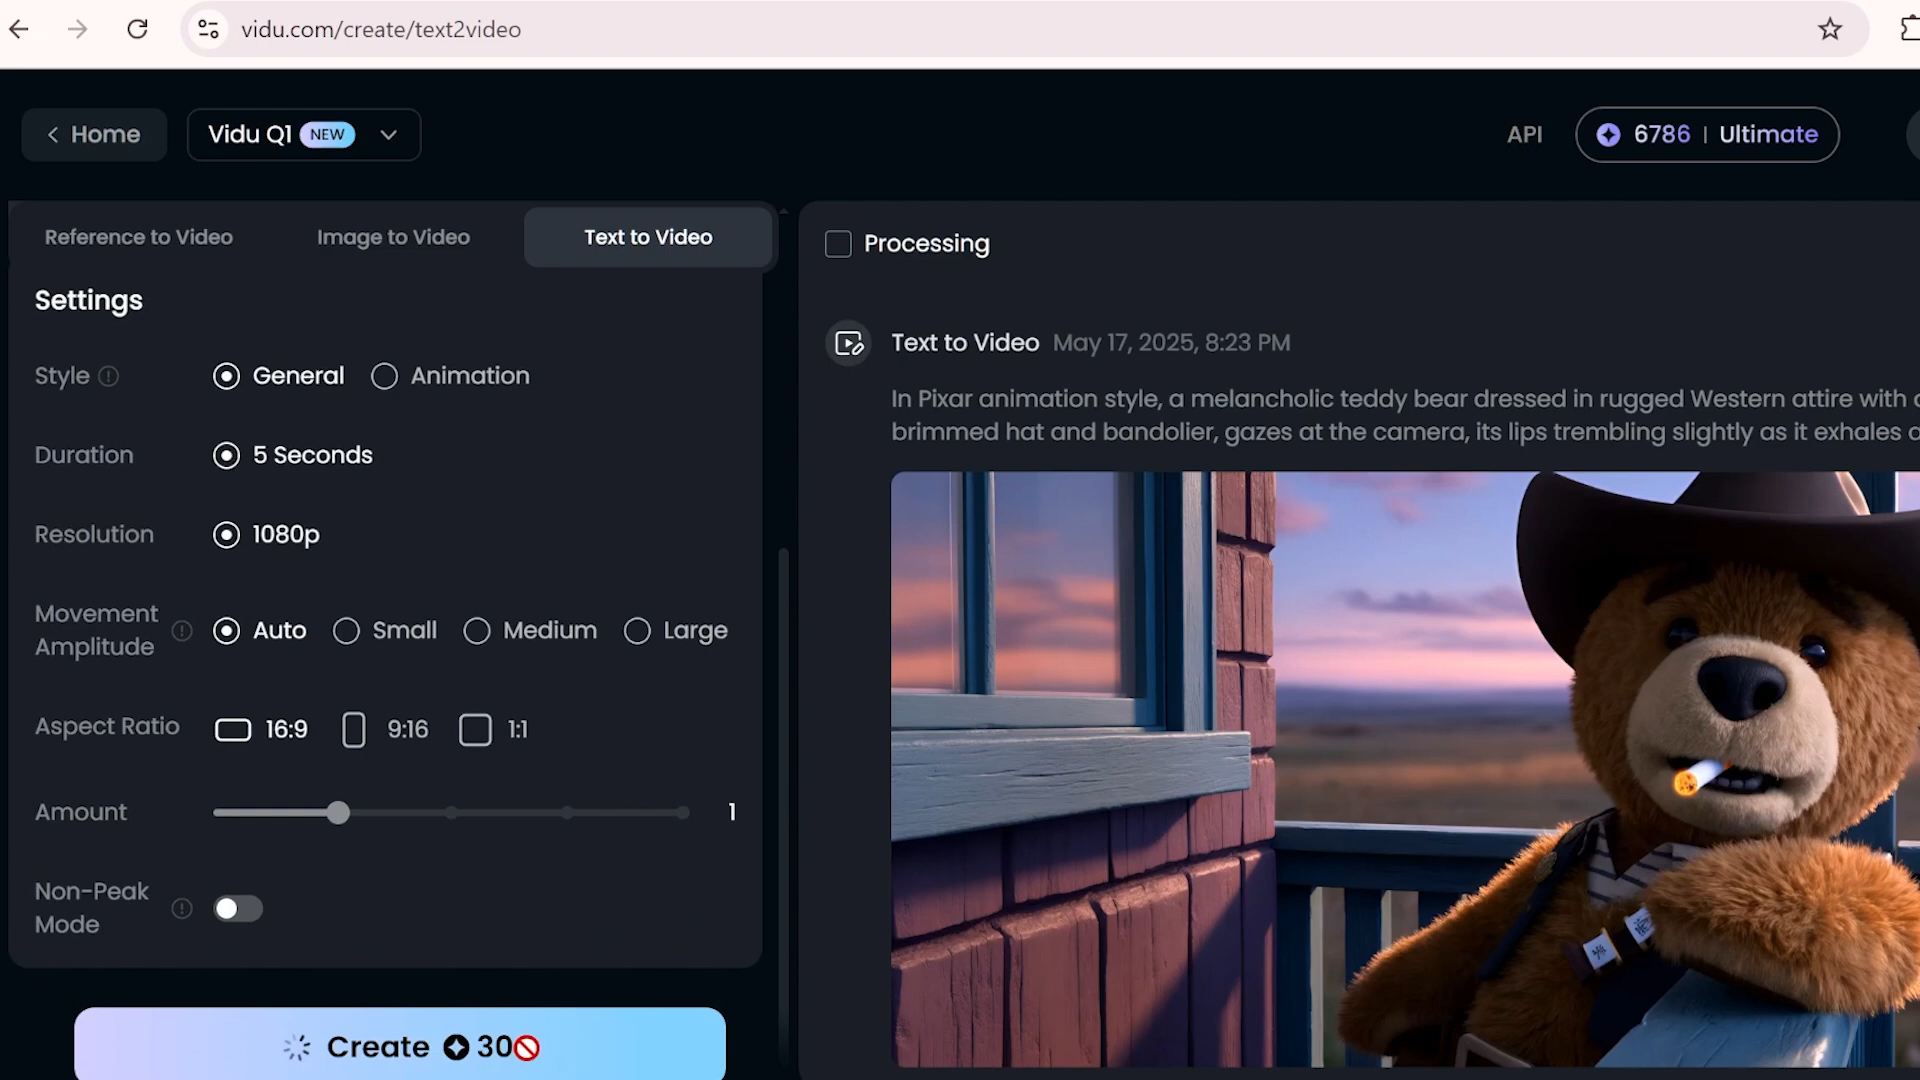 vidu.com/create/text2video
Home
Vidu Q1 NEW
API
6786 | Ultimate
Reference to Video
Image to Video
Text to Video
Settings
Style
General
Animation
Duration
5 Seconds
Resolution
1080p
Movement
Amplitude
Auto
Small
Medium
Large
Aspect Ratio
16:9
9:16
1:1
Amount
1
Non-Peak
Mode
Create 30
Processing
Text to Video May 17, 2025, 8:23 PM
In Pixar animation style, a melancholic teddy bear dressed in rugged Western attire with
brimmed hat and bandolier, gazes at the camera, its lips trembling slightly as it exhales